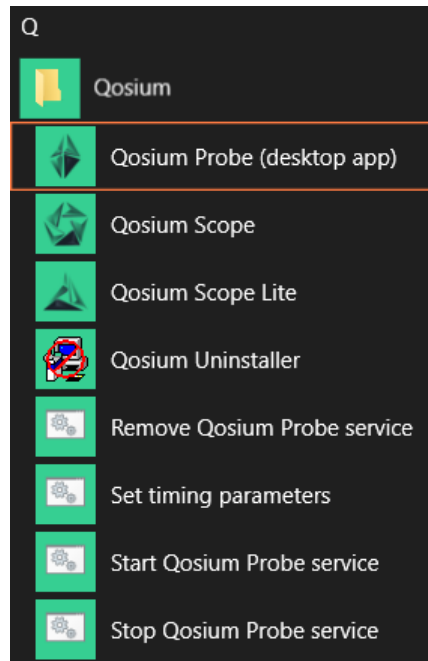 Q
Qosium
Qosium Probe (desktop app)
Qosium Scope
Qosium Scope Lite
Qosium Uninstaller
Remove Qosium Probe service
Set timing parameters
Start Qosium Probe service
Stop Qosium Probe service